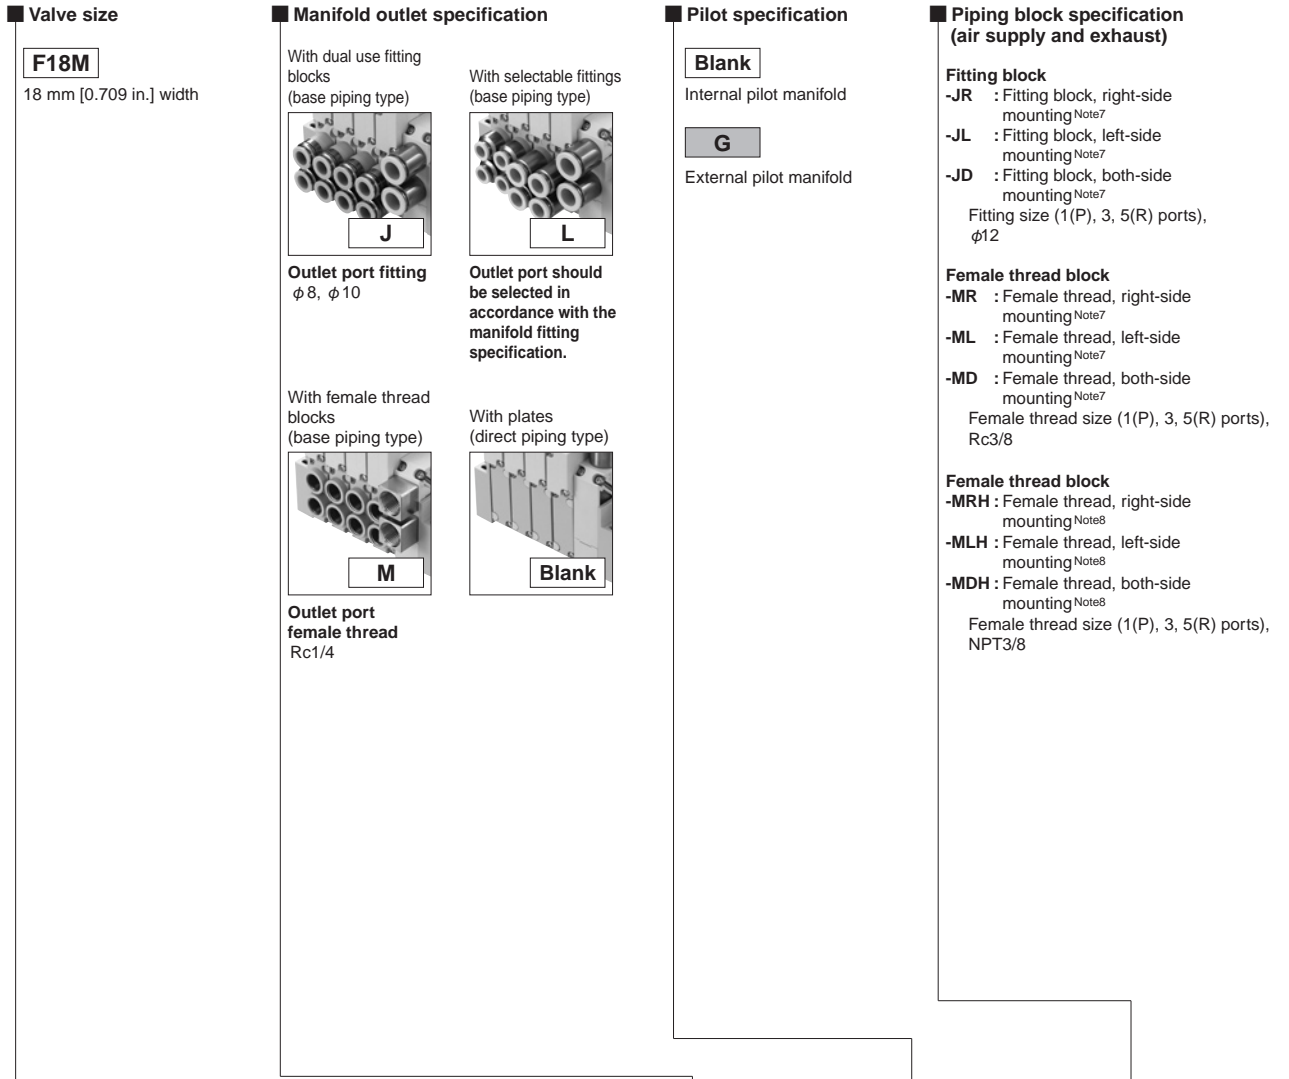 Valve size
F18M
18 mm [0.709 in.] width
Manifold outlet specification
With dual use fitting
blocks
(base piping type)
J
Outlet port fitting
φ8, φ10
With selectable fittings
(base piping type)
L
Outlet port should
be selected in
accordance with the
manifold fitting
specification.
With female thread
blocks
(base piping type)
M
Outlet port
female thread
Rc1/4
With plates
(direct piping type)
Blank
Pilot specification
Blank
Internal pilot manifold
G
External pilot manifold
Piping block specification
(air supply and exhaust)
Fitting block
-JR : Fitting block, right-side
mounting Note7
-JL : Fitting block, left-side
mounting Note7
-JD : Fitting block, both-side
mounting Note7
Fitting size (1(P), 3, 5(R) ports),
φ12
Female thread block
-MR : Female thread, right-side
mounting Note7
-ML : Female thread, left-side
mounting Note7
-MD : Female thread, both-side
mounting Note7
Female thread size (1(P), 3, 5(R) ports),
Rc3/8
Female thread block
-MRH : Female thread, right-side
mounting Note8
-MLH : Female thread, left-side
mounting Note8
-MDH : Female thread, both-side
mounting Note8
Female thread size (1(P), 3, 5(R) ports),
NPT3/8